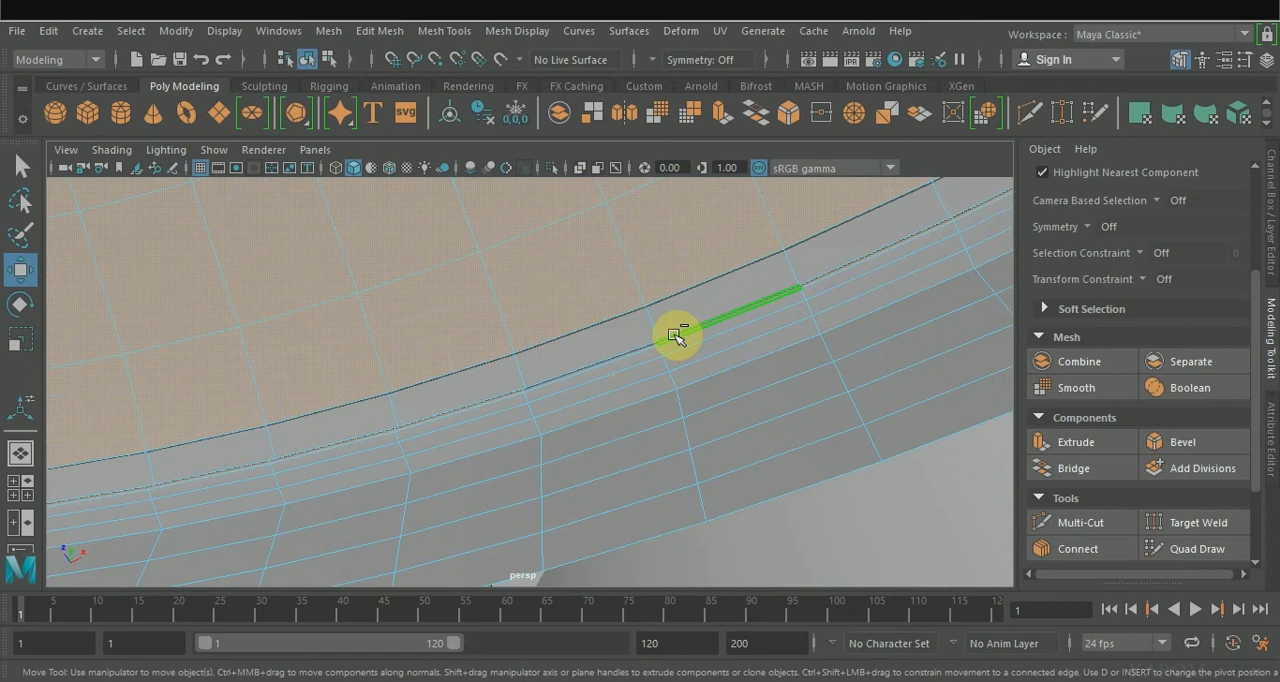 File Edit Create Select Modify Display Windows Mesh Edit Mesh Mesh Tools Mesh Display Curves Surfaces Deform UV Generate Cache Arnold Help
Workspace : Maya Classic*
Modeling
No Live Surface
Symmetry: Off
Sign In
Curves / Surfaces Poly Modeling Sculpting Rigging Animation Rendering FX FX Caching Custom Arnold Bifrost MASH Motion Graphics XGen
SVG
0,0,0
View Shading Lighting Show Renderer Panels
Object Help
IPR
0.00 1.00 ON sRGB gamma
Highlight Nearest Component
Camera Based Selection Off
Symmetry Off
Selection Constraint Off 0
Transform Constraint Off
Soft Selection
Mesh
Combine Separate
Smooth Boolean
Components
Extrude Bevel
Bridge Add Divisions
Tools
Multi-Cut Target Weld
Connect Quad Draw
Channel Box / Layer Editor
Modeling Toolkit
Attribute Editor
z x
persp
1 5 10 15 20 25 30 35 40 45 50 55 60 65 70 75 80 85 90 95 100 105 110 115 120
1
1 1 1 120 120 200 No Character Set No Anim Layer 24 fps
Move Tool: Use manipulator to move object(s). Ctrl+MMB+drag to move components along normals. Shift+drag manipulator axis or plane handles to extrude components or clone objects. Ctrl+Shift+LMB+drag to constrain movement to a connected edge. Use D or INSERT to change the pivot position